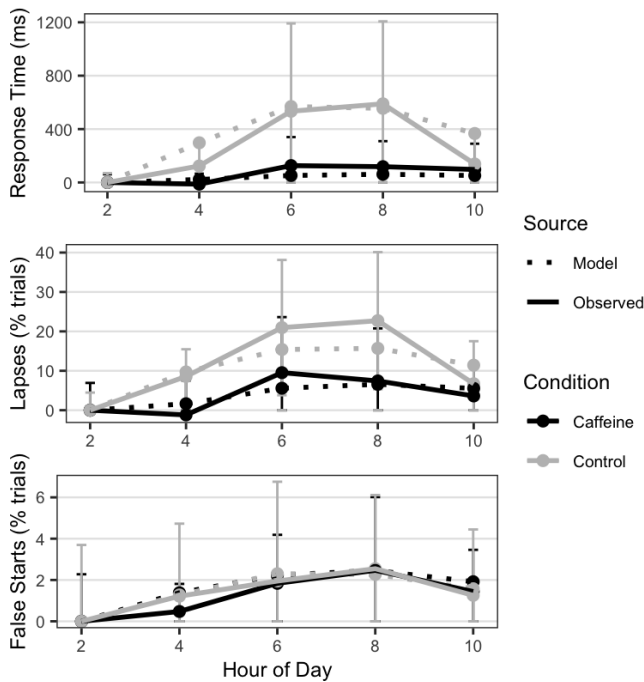 Response Time (ms)
1200
800
400
0
2 4 6 8 10
Lapses (% trials)
40
30
20
10
0
2 4 6 8 10
False Starts (% trials)
6
4
2
0
2 4 6 8 10
Hour of Day
Source
Model
Observed
Condition
Caffeine
Control